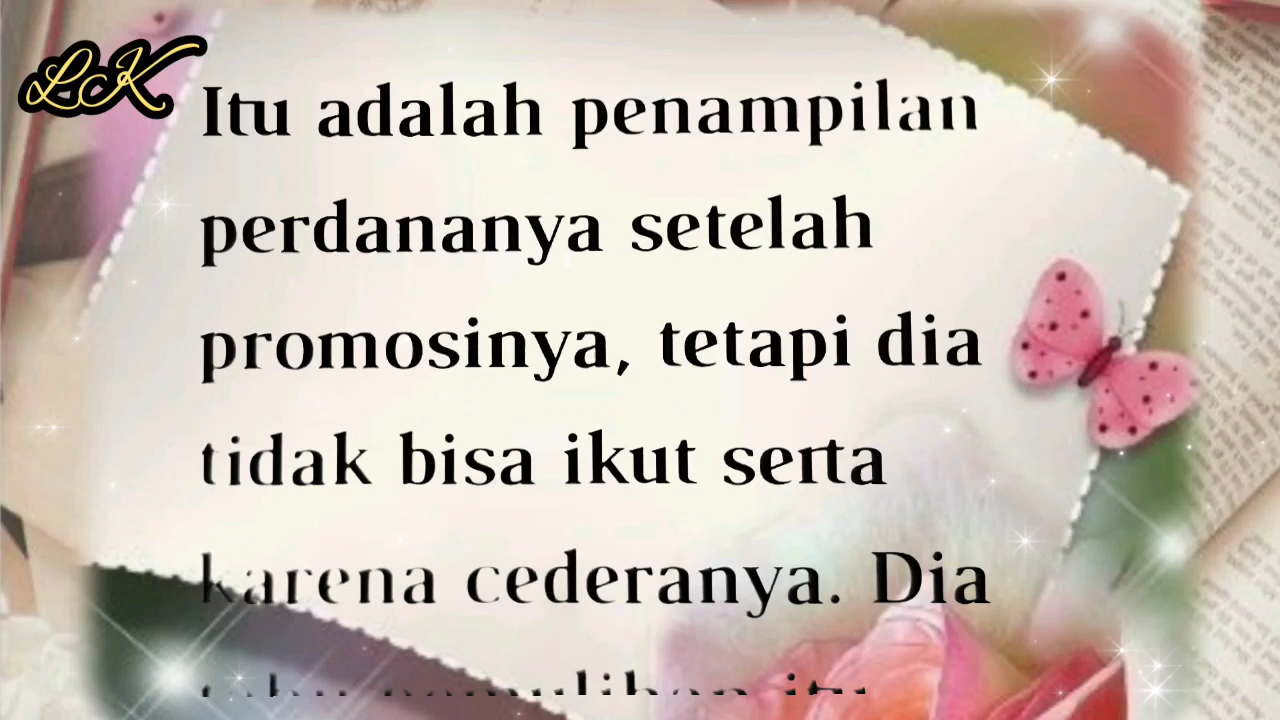 LK
Itu adalah penampilan
perdananya setelah
promosinya, tetapi dia
tidak bisa ikut serta
karena cederanya. Dia